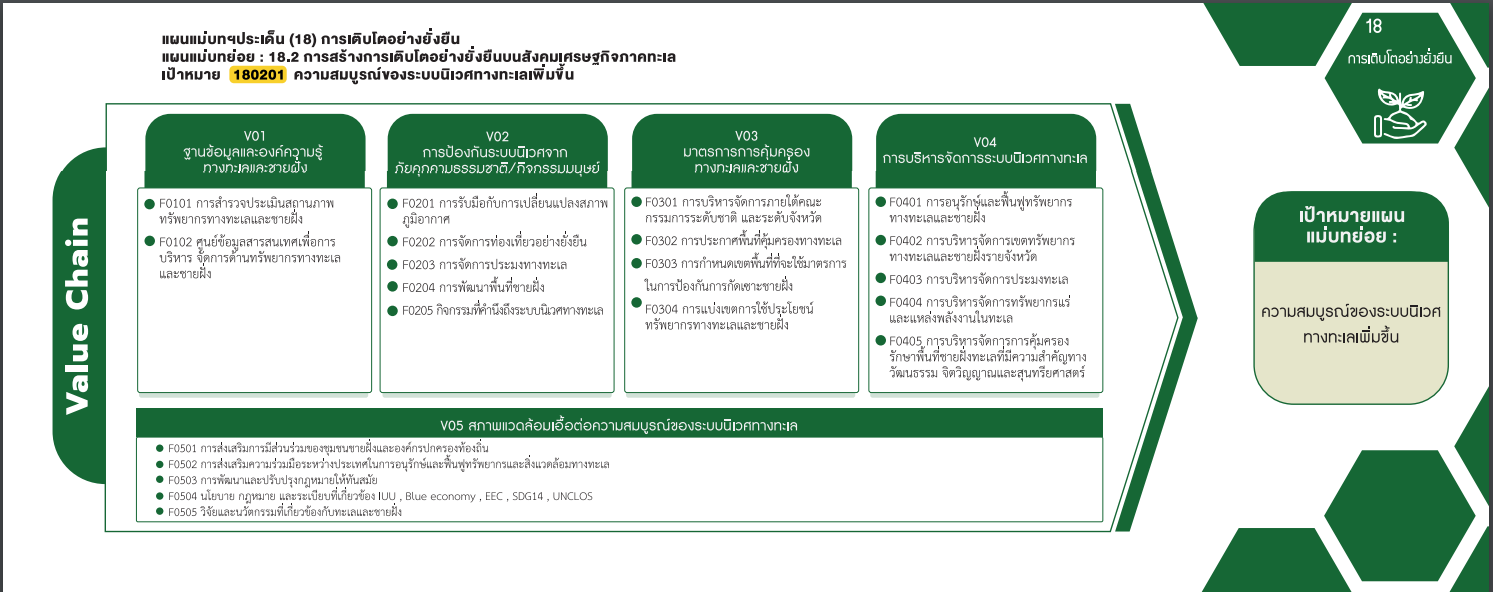 แผนแม่บทฯประเด็น (18) การเติบโตอย่างยั่งยืน
แผนแม่บทย่อย : 18.2 การสร้างการเติบโตอย่างยั่งยืนบนสังคมเศรษฐกิจภาคทะเล
เป้าหมาย 180201 ความสมบูรณ์ของระบบนิเวศทางทะเลเพิ่มขึ้น
18
การเติบโตอย่างยั่งยืน
Value Chain
V01
ฐานข้อมูลและองค์ความรู้
ทางทะเลและชายฝั่ง
F0101 การสำรวจประเมินสถานภาพ
ทรัพยากรทางทะเลและชายฝั่ง
F0102 ศูนย์ข้อมูลสารสนเทศเพื่อการ
บริหาร จัดการด้านทรัพยากรทางทะเล
และชายฝั่ง
V02
การป้องกันระบบนิเวศจาก
ภัยคุกคามธรรมชาติ/กิจกรรมมนุษย์
F0201 การรับมือกับการเปลี่ยนแปลงสภาพ
ภูมิอากาศ
F0202 การจัดการท่องเที่ยวอย่างยั่งยืน
F0203 การจัดการประมงทางทะเล
F0204 การพัฒนาพื้นที่ชายฝั่ง
F0205 กิจกรรมที่คำนึงถึงระบบนิเวศทางทะเล
V03
มาตรการการคุ้มครอง
ทางทะเลและชายฝั่ง
F0301 การบริหารจัดการภายใต้คณะ
กรรมการระดับชาติ และระดับจังหวัด
F0302 การประกาศพื้นที่คุ้มครองทางทะเล
F0303 การกำหนดเขตพื้นที่ที่จะใช้มาตรการ
ในการป้องกันการกัดเซาะชายฝั่ง
F0304 การแบ่งเขตการใช้ประโยชน์
ทรัพยากรทางทะเลและชายฝั่ง
V04
การบริหารจัดการระบบนิเวศทางทะเล
F0401 การอนุรักษ์และฟื้นฟูทรัพยากร
ทางทะเลและชายฝั่ง
F0402 การบริหารจัดการเขตทรัพยากร
ทางทะเลและชายฝั่งรายจังหวัด
F0403 การบริหารจัดการประมงทะเล
F0404 การบริหารจัดการทรัพยากรแร่
และแหล่งพลังงานในทะเล
F0405 การบริหารจัดการการคุ้มครอง
รักษาพื้นที่ชายฝั่งทะเลที่มีความสำคัญทาง
วัฒนธรรม จิตวิญญาณและสุนทรียศาสตร์
V05 สภาพแวดล้อมเอื้อต่อความสมบูรณ์ของระบบนิเวศทางทะเล
F0501 การส่งเสริมการมีส่วนร่วมของชุมชนชายฝั่งและองค์กรปกครองท้องถิ่น
F0502 การส่งเสริมความร่วมมือระหว่างประเทศในการอนุรักษ์และฟื้นฟูทรัพยากรและสิ่งแวดล้อมทางทะเล
F0503 การพัฒนาและปรับปรุงกฎหมายให้ทันสมัย
F0504 นโยบาย กฎหมาย และระเบียบที่เกี่ยวข้อง IUU , Blue economy , EEC , SDG14 , UNCLOS
F0505 วิจัยและนวัตกรรมที่เกี่ยวข้องกับทะเลและชายฝั่ง
เป้าหมายแผน
แม่บทย่อย :
ความสมบูรณ์ของระบบนิเวศ
ทางทะเลเพิ่มขึ้น